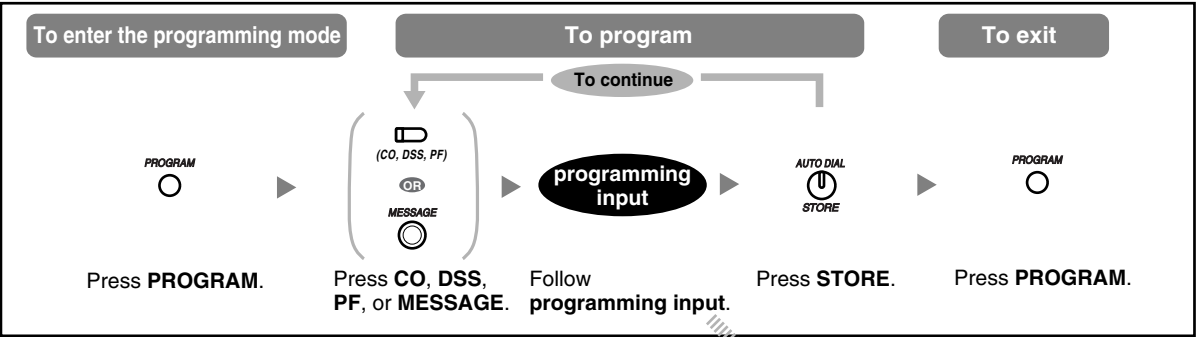 To enter the programming mode
To program
To exit
To continue
PROGRAM
(CO, DSS, PF)
OR
MESSAGE
programming
input
AUTO DIAL
STORE
PROGRAM
Press PROGRAM.
Press CO, DSS,
PF, or MESSAGE.
Follow
programming input.
Press STORE.
Press PROGRAM.